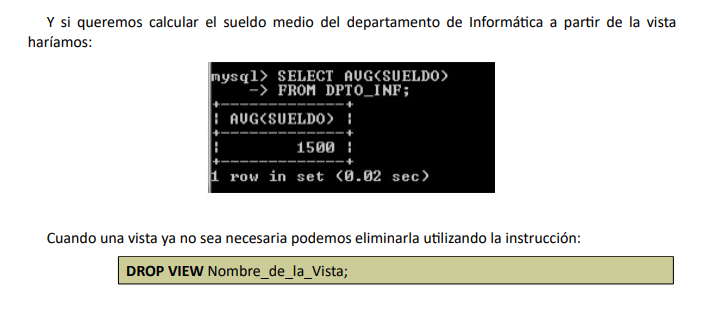 Y si queremos calcular el sueldo medio del departamento de Informática a partir de la vista
haríamos:
mysql> SELECT AVG(SUELDO)
-> FROM DPTO_INF;
+-------------+
| AVG(SUELDO) |
+-------------+
| 1500 |
+-------------+
1 row in set (0.02 sec)
Cuando una vista ya no sea necesaria podemos eliminarla utilizando la instrucción:
DROP VIEW Nombre_de_la_Vista;